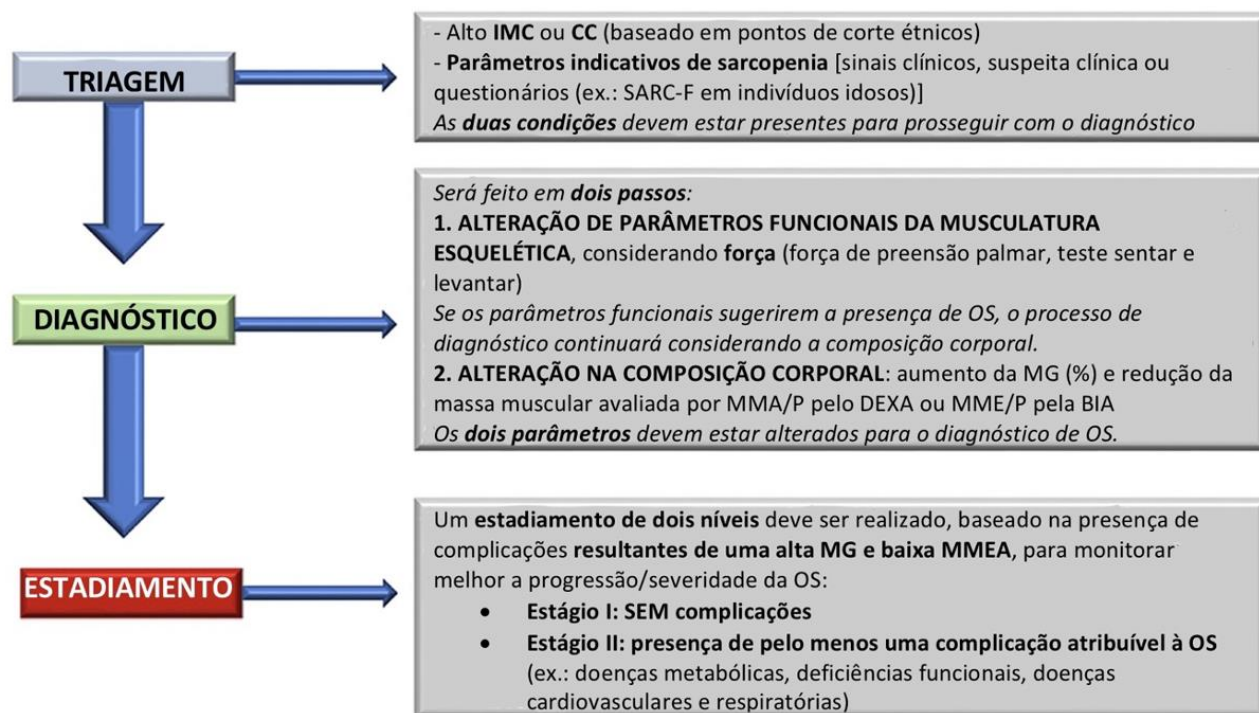 TRIAGEM
- Alto IMC ou CC (baseado em pontos de corte étnicos)
- Parâmetros indicativos de sarcopenia [sinais clínicos, suspeita clínica ou
questionários (ex.: SARC-F em indivíduos idosos)]
As duas condições devem estar presentes para prosseguir com o diagnóstico
DIAGNÓSTICO
Será feito em dois passos:
1. ALTERAÇÃO DE PARÂMETROS FUNCIONAIS DA MUSCULATURA
ESQUELÉTICA, considerando força (força de preensão palmar, teste sentar e
levantar)
Se os parâmetros funcionais sugerirem a presença de OS, o processo de
diagnóstico continuará considerando a composição corporal.
2. ALTERAÇÃO NA COMPOSIÇÃO CORPORAL: aumento da MG (%) e redução da
massa muscular avaliada por MMA/P pelo DEXA ou MME/P pela BIA
Os dois parâmetros devem estar alterados para o diagnóstico de OS.
ESTADIAMENTO
Um estadiamento de dois níveis deve ser realizado, baseado na presença de
complicações resultantes de uma alta MG e baixa MMEA, para monitorar
melhor a progressão/severidade da OS:
• Estágio I: SEM complicações
• Estágio II: presença de pelo menos uma complicação atribuível à OS
(ex.: doenças metabólicas, deficiências funcionais, doenças
cardiovasculares e respiratórias)